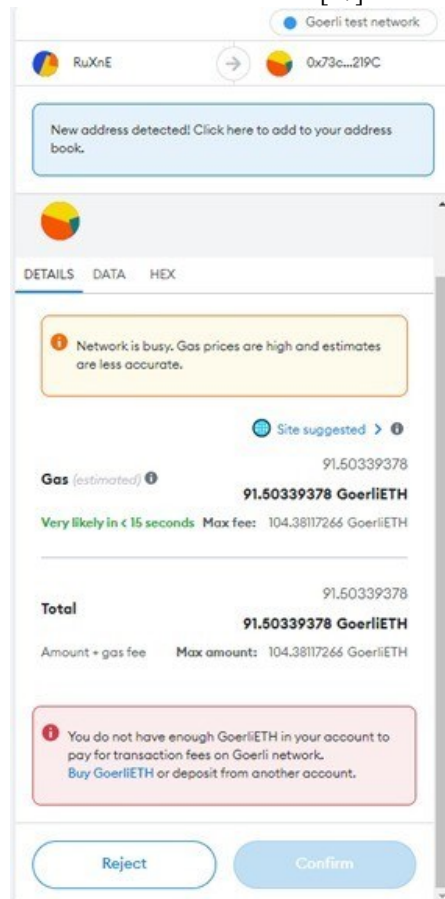 Goerli test network
RuXnE
0x73c...219C
New address detected! Click here to add to your address
book.
DETAILS DATA HEX
Network is busy. Gas prices are high and estimates
are less accurate.
Site suggested >
91.50339378
Gas (estimated)
91.50339378 GoerliETH
Very likely in < 15 seconds Max fee: 104.38117266 GoerliETH
91.50339378
Total
91.50339378 GoerliETH
Amount + gas fee Max amount: 104.38117266 GoerliETH
You do not have enough GoerliETH in your account to
pay for transaction fees on Goerli network.
Buy GoerliETH or deposit from another account.
Reject Confirm